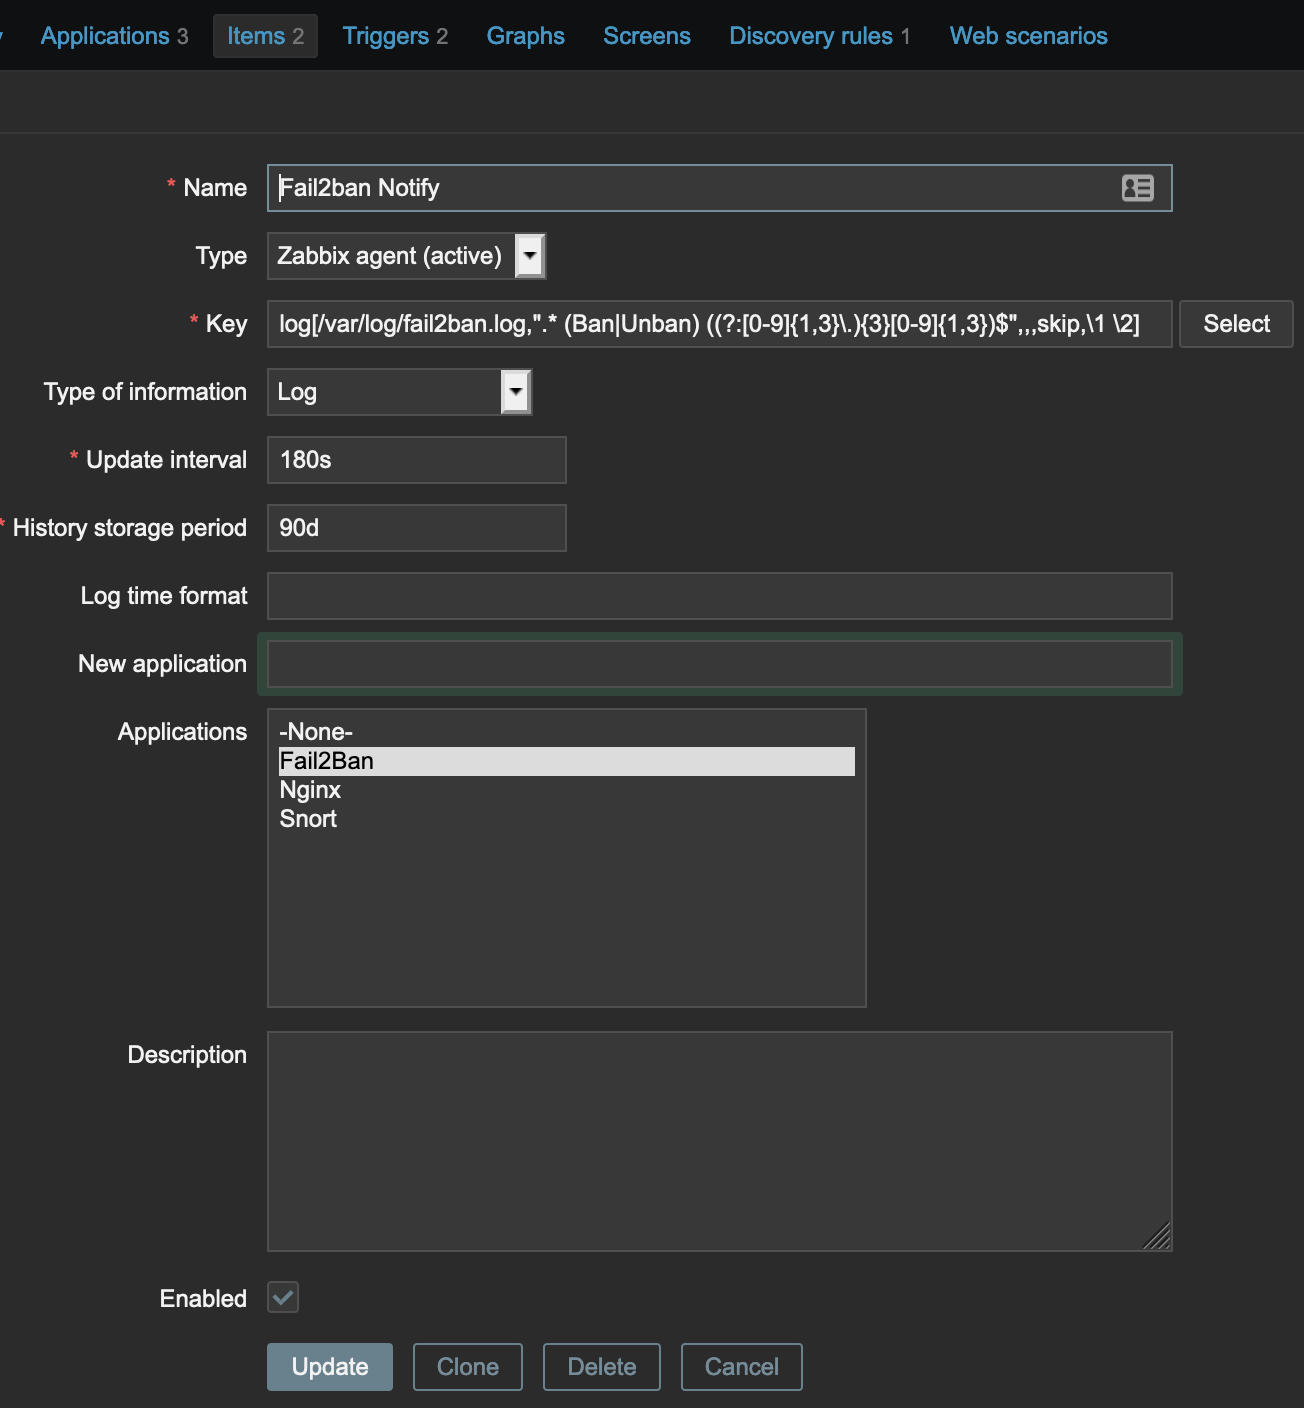 Applications 3 Items 2 Triggers 2 Graphs Screens Discovery rules 1 Web scenarios
* Name Fail2ban Notify
Type Zabbix agent (active)
* Key log[/var/log/fail2ban.log,".* (Ban|Unban) ((?:[0-9]{1,3}\.){3}[0-9]{1,3})$",,,skip,\1 \2] Select
Type of information Log
* Update interval 180s
* History storage period 90d
Log time format
New application
Applications -None-
Fail2Ban
Nginx
Snort
Description
Enabled
Update Clone Delete Cancel